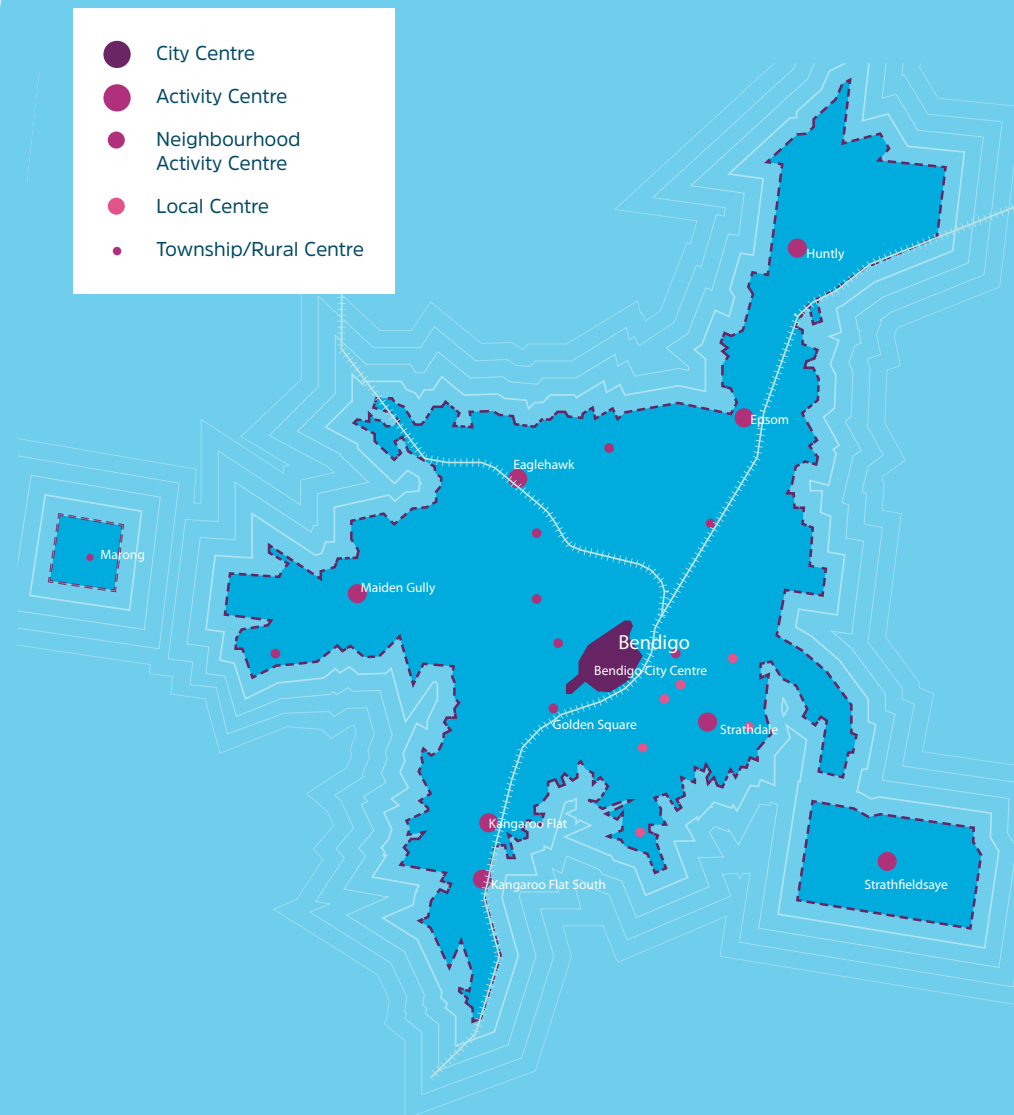 City Centre
Activity Centre
Neighbourhood
Activity Centre
Local Centre
Township/Rural Centre
Huntly
Epsom
Eaglehawk
Marong
Maiden Gully
Bendigo
Bendigo City Centre
Golden Square
Strathdale
Kangaroo Flat
Kangaroo Flat South
Strathfieldsaye